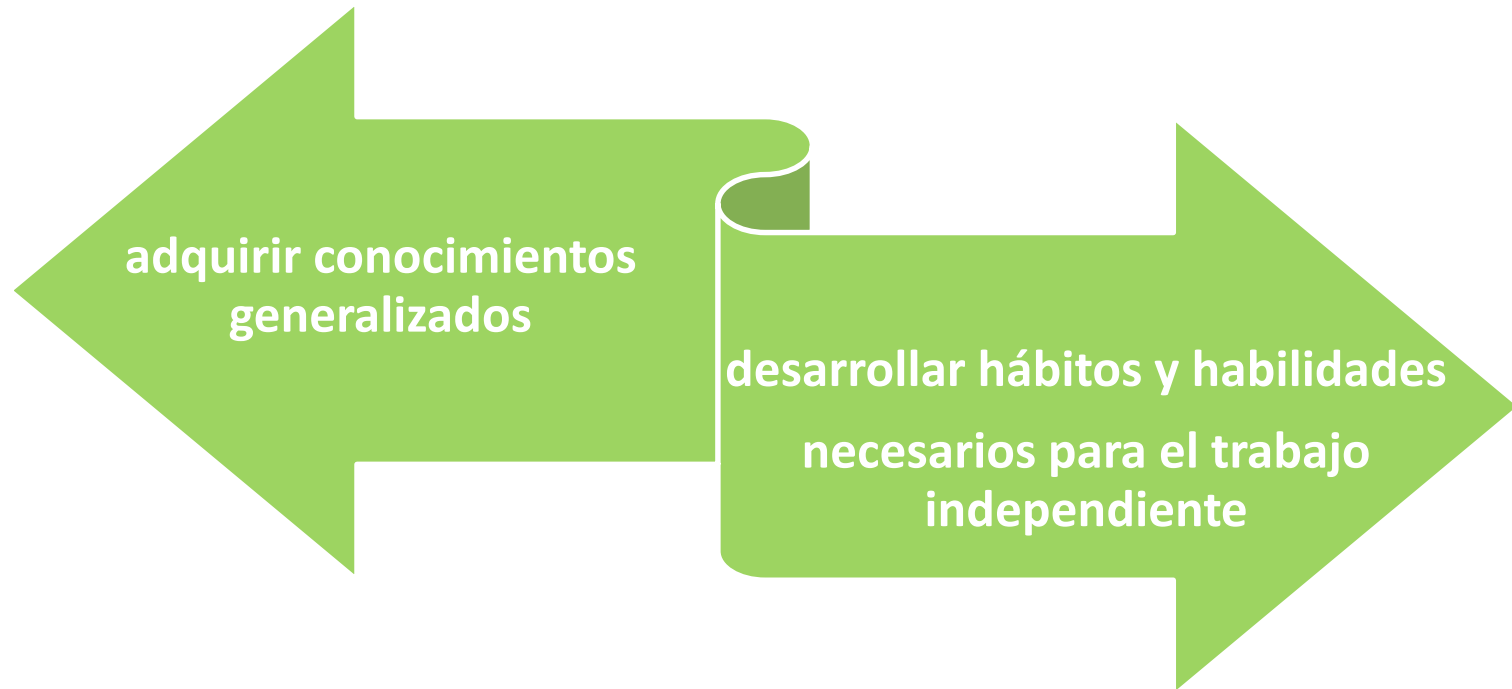 adquirir conocimientos
generalizados
desarrollar hábitos y habilidades
necesarios para el trabajo
independiente